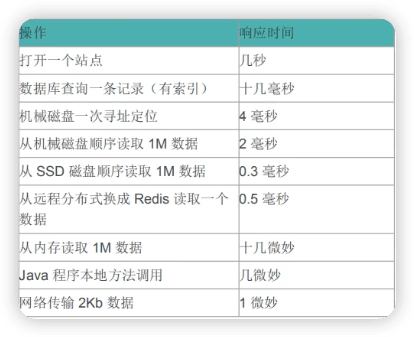 操作 响应时间
打开一个站点 几秒
数据库查询一条记录（有索引） 十几毫秒
机械磁盘一次寻址定位 4 毫秒
从机械磁盘顺序读取 1M 数据 2 毫秒
从 SSD 磁盘顺序读取 1M 数据 0.3 毫秒
从远程分布式换成 Redis 读取一个 0.5 毫秒
数据
从内存读取 1M 数据 十几微妙
Java 程序本地方法调用 几微妙
网络传输 2Kb 数据 1 微妙